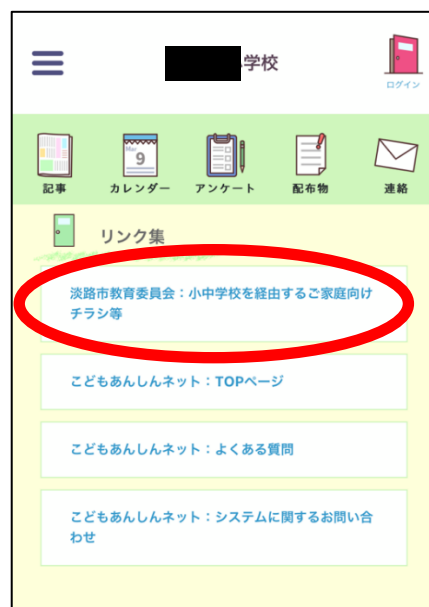 学校
ログイン
Mar
9
記事
カレンダー
アンケート
配布物
連絡
リンク集
淡路市教育委員会：小中学校を経由するご家庭向け
チラシ等
こどもあんしんネット：TOPページ
こどもあんしんネット：よくある質問
こどもあんしんネット：システムに関するお問い合
わせ